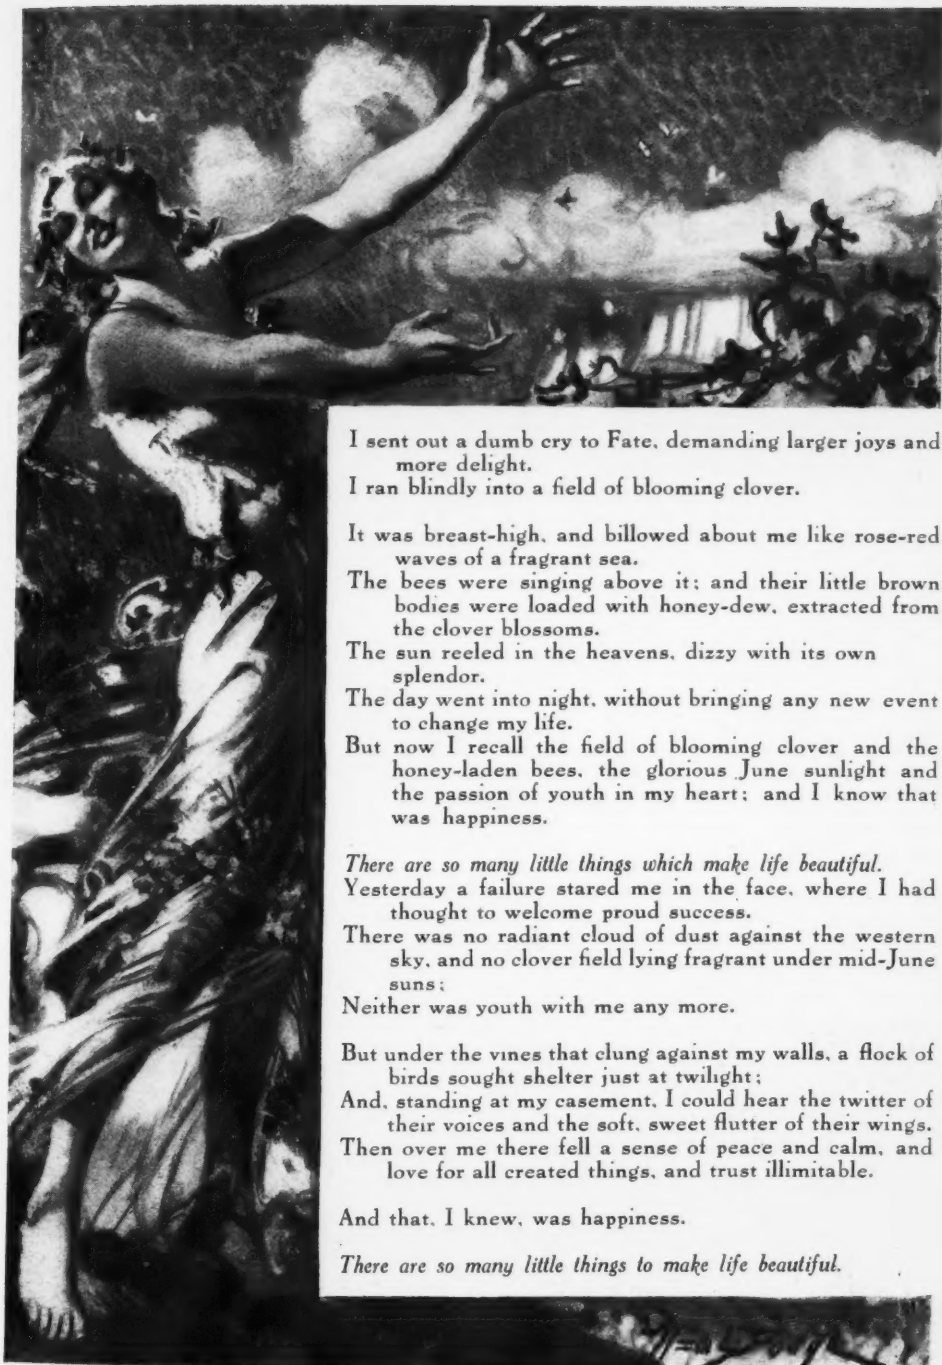 I sent out a dumb cry to Fate, demanding larger joys and
more delight.
I ran blindly into a field of blooming clover.
It was breast-high, and billowed about me like rose-red
waves of a fragrant sea.
The bees were singing above it; and their little brown
bodies were loaded with honey-dew, extracted from
the clover blossoms.
The sun reeled in the heavens, dizzy with its own
splendor.
The day went into night, without bringing any new event
to change my life.
But now I recall the field of blooming clover and the
honey-laden bees, the glorious June sunlight and
the passion of youth in my heart; and I know that
was happiness.
There are so many little things which make life beautiful.
Yesterday a failure stared me in the face, where I had
thought to welcome proud success.
There was no radiant cloud of dust against the western
sky, and no clover field lying fragrant under mid-June
suns;
Neither was youth with me any more.
But under the vines that clung against my walls, a flock of
birds sought shelter just at twilight;
And, standing at my casement, I could hear the twitter of
their voices and the soft, sweet flutter of their wings.
Then over me there fell a sense of peace and calm, and
love for all created things, and trust illimitable.
And that, I knew, was happiness.
There are so many little things to make life beautiful.